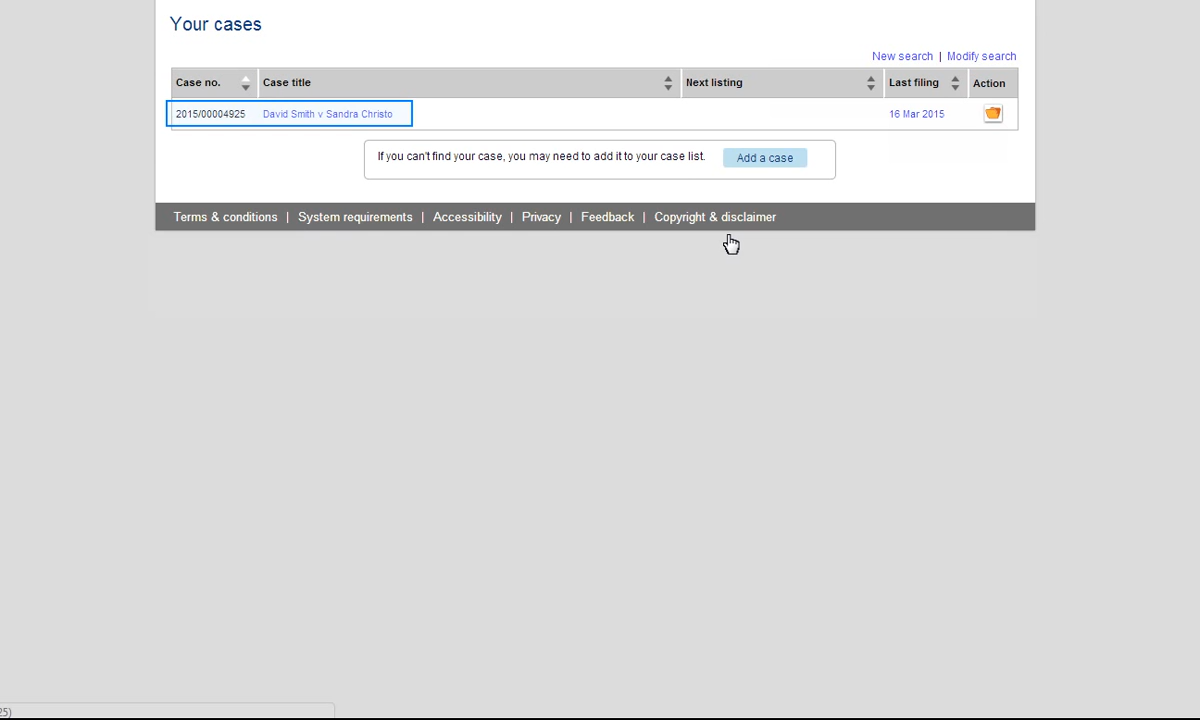 Your cases
New search | Modify search
Case no. Case title Next listing Last filing Action
2015/00004925 David Smith v Sandra Christo 16 Mar 2015
If you can't find your case, you may need to add it to your case list. Add a case
Terms & conditions | System requirements | Accessibility | Privacy | Feedback | Copyright & disclaimer
25)